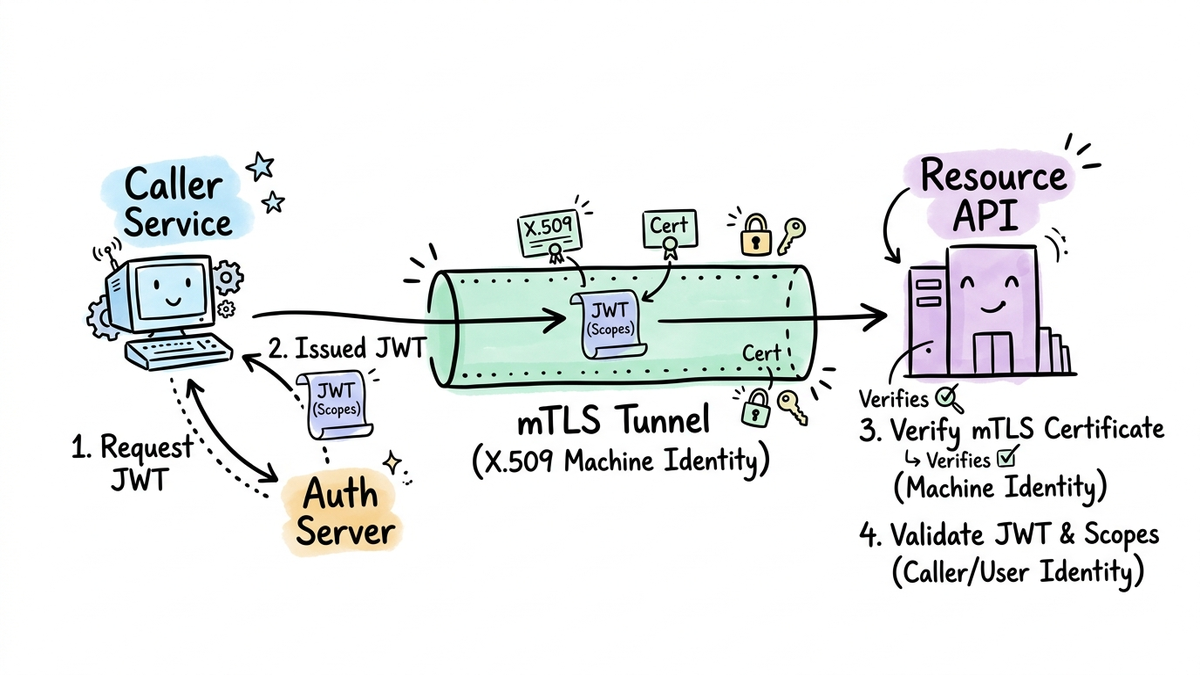 Caller
Service
1. Request
JWT
2. Issued JWT
JWT
(Scopes)
Auth
Server
X.509
Cert
JWT
(Scopes)
Cert
mTLS Tunnel
(X.509 Machine Identity)
Resource
API
Verifies
3. Verify mTLS Certificate
↳ Verifies
(Machine Identity)
4. Validate JWT & Scopes
(Caller/User Identity)